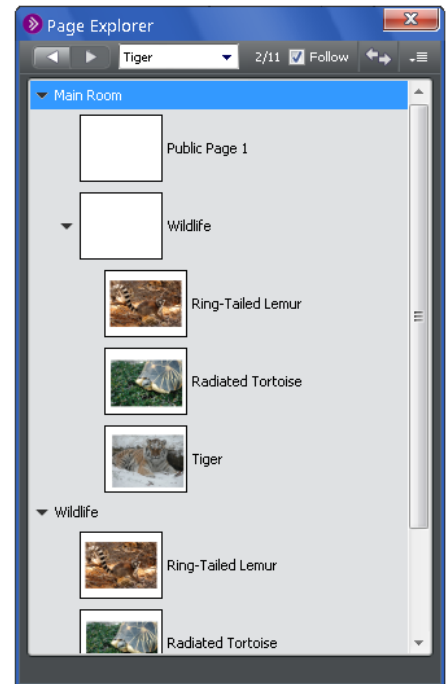 Page Explorer
Tiger 2/11 Follow
Main Room
Public Page 1
Wildlife
Ring-Tailed Lemur
Radiated Tortoise
Tiger
Wildlife
Ring-Tailed Lemur
Radiated Tortoise